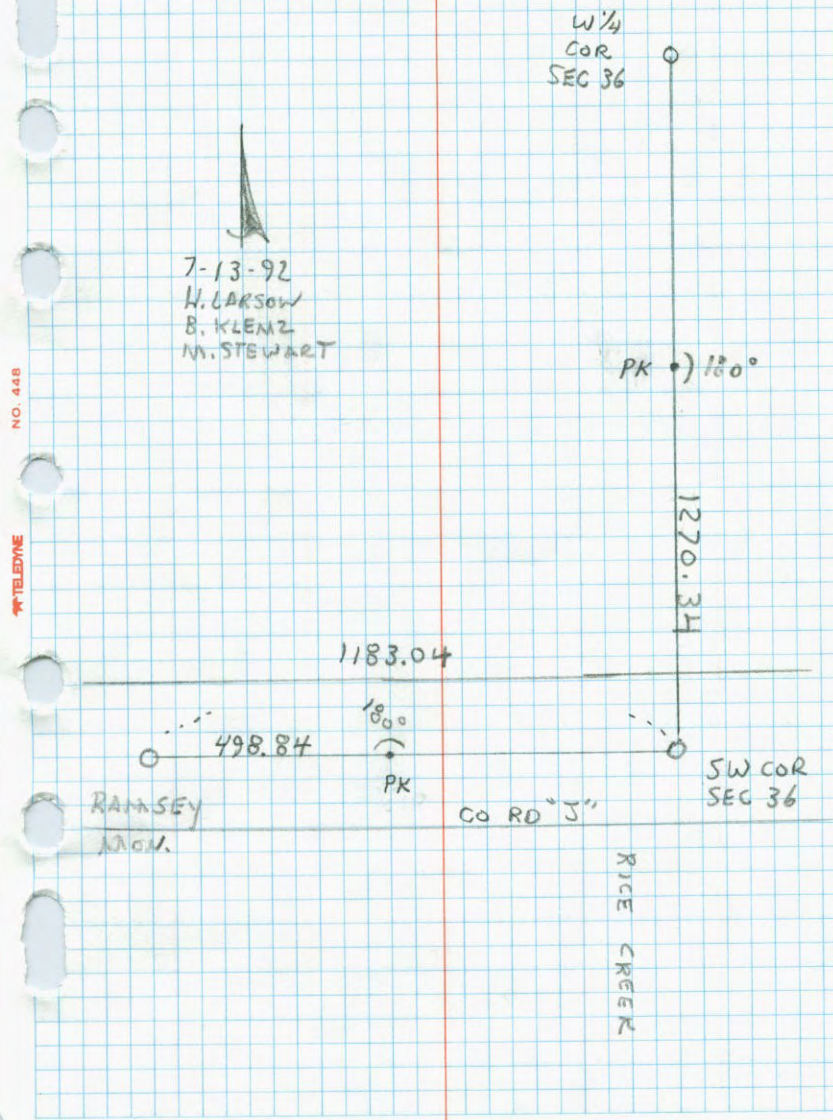 W 1/4
COR
SEC 36
7-13-92
W. LARSON
B. KLEMZ
M. STEWART
NO. 448
PK
180°
1270.34
TELEDYNE
1183.04
180°
498.84
PK
SW COR
SEC 36
RAMSEY
MON.
CO RD "J"
RICE CREEK